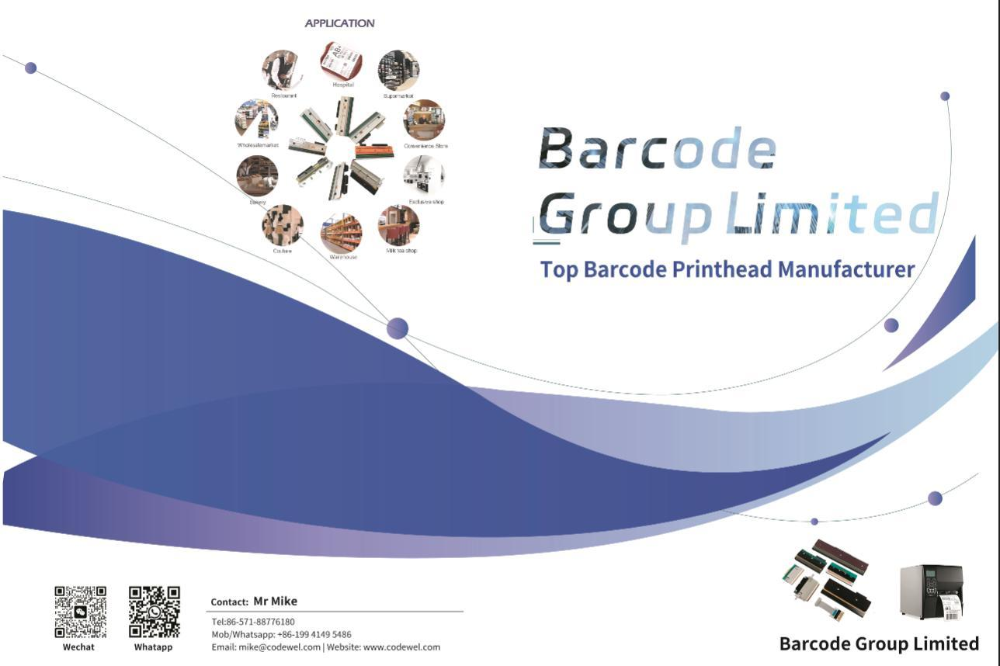 APPLICATION
Restaurant
Hospital
Supermarket
Wholesalemarket
Convenience Store
Bakery
Exclusive shop
Couture
Warehouse
Milk tea shop
Barcode
Group Limited
Top Barcode Printhead Manufacturer
Wechat
Whatapp
Contact: Mr Mike
Tel:86-571-88776180
Mob/Whatsapp: +86-199 4149 5486
Email: mike@codewel.com | Website: www.codewel.com
Barcode Group Limited